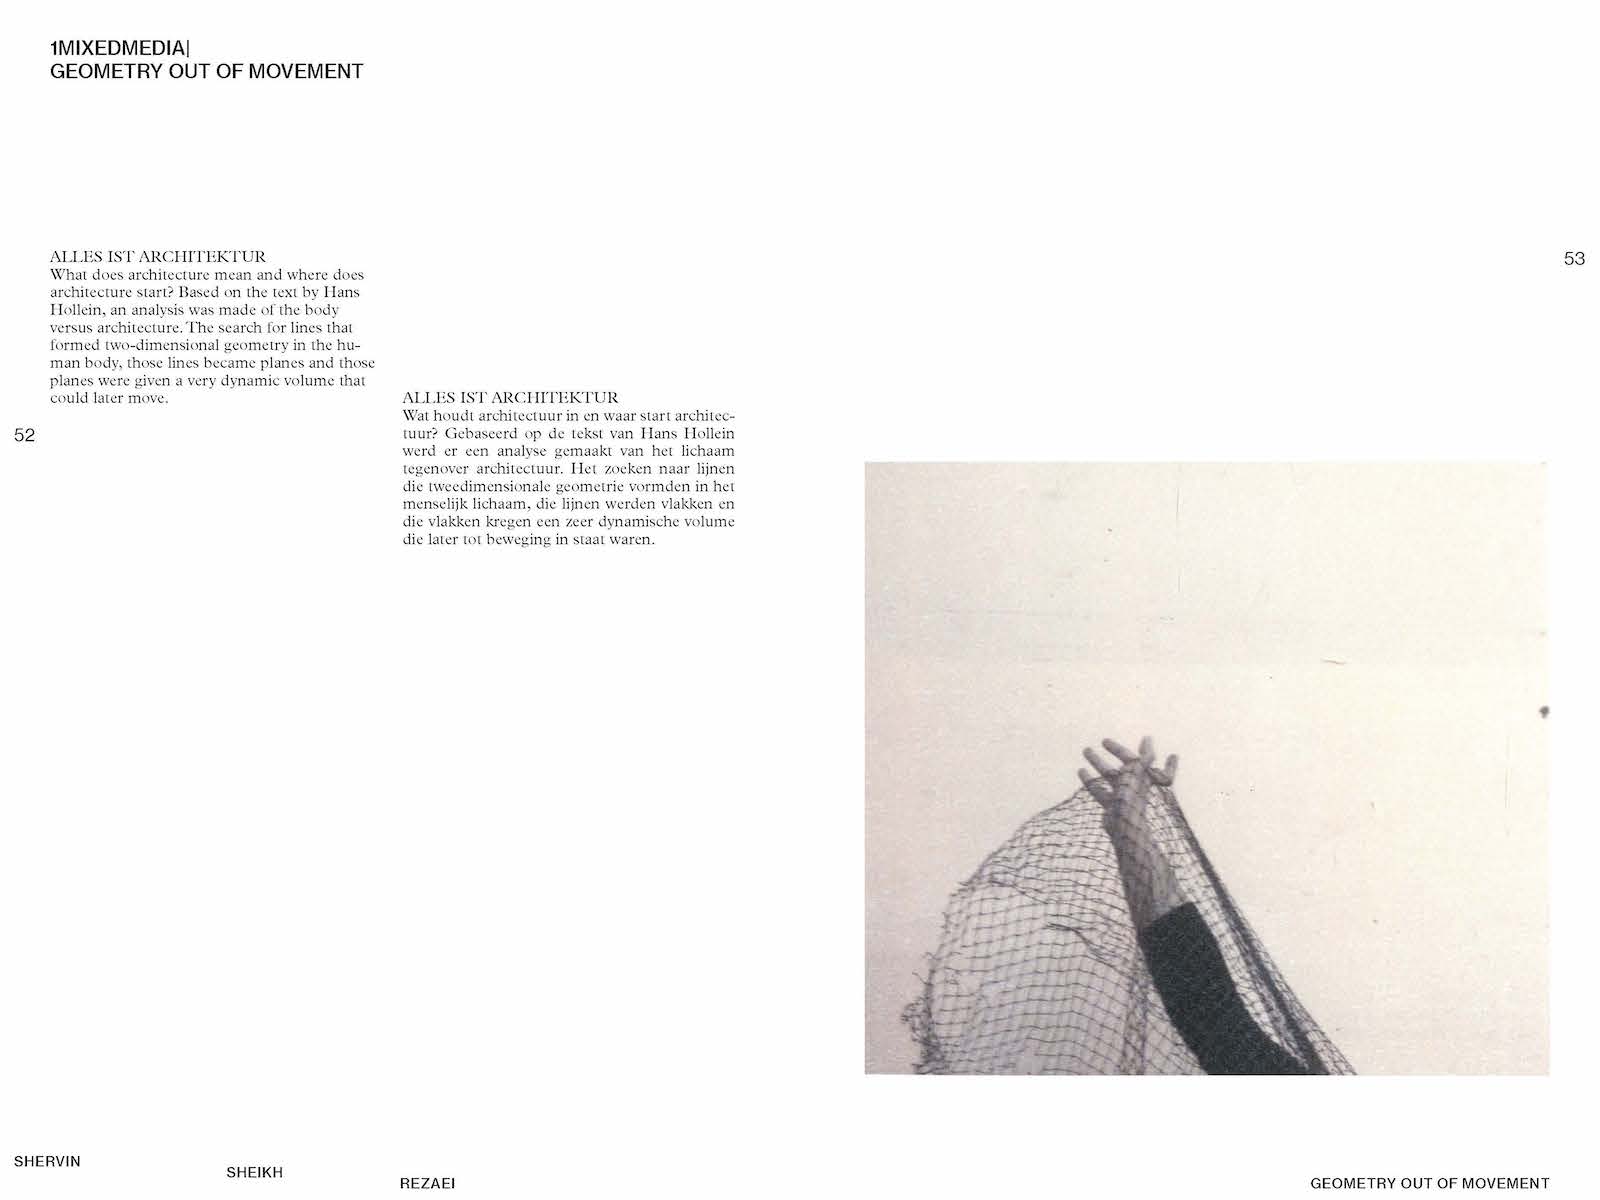 1MIXEDMEDIA|
GEOMETRY OUT OF MOVEMENT
ALLES IST ARCHITEKTUR
What does architecture mean and where does
architecture start? Based on the text by Hans
Hollein, an analysis was made of the body
versus architecture. The search for lines that
formed two-dimensional geometry in the hu-
man body, those lines became planes and those
planes were given a very dynamic volume that
could later move.
52
ALLES IST ARCHITEKTUR
Wat houdt architectuur in en waar start architec-
tuur? Gebaseerd op de tekst van Hans Hollein
werd er een analyse gemaakt van het lichaam
tegenover architectuur. Het zoeken naar lijnen
die tweedimensionale geometrie vormden in het
menselijk lichaam, die lijnen werden vlakken en
die vlakken kregen een zeer dynamische volume
die later tot beweging in staat waren.
53
SHERVIN
SHEIKH
REZAEI
GEOMETRY OUT OF MOVEMENT